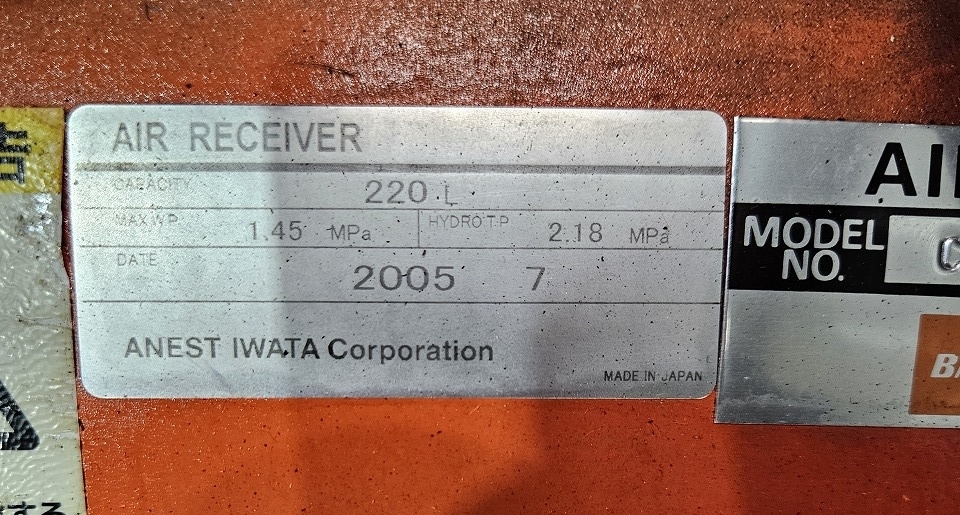 AIR RECEIVER
CAPACITY 220 L
MAX.W.P. 1.45 MPa HYDRO T-P 2.18 MPa
DATE 2005 7
ANEST IWATA Corporation
MADE IN JAPAN
AI
MODEL NO. C
BA
する